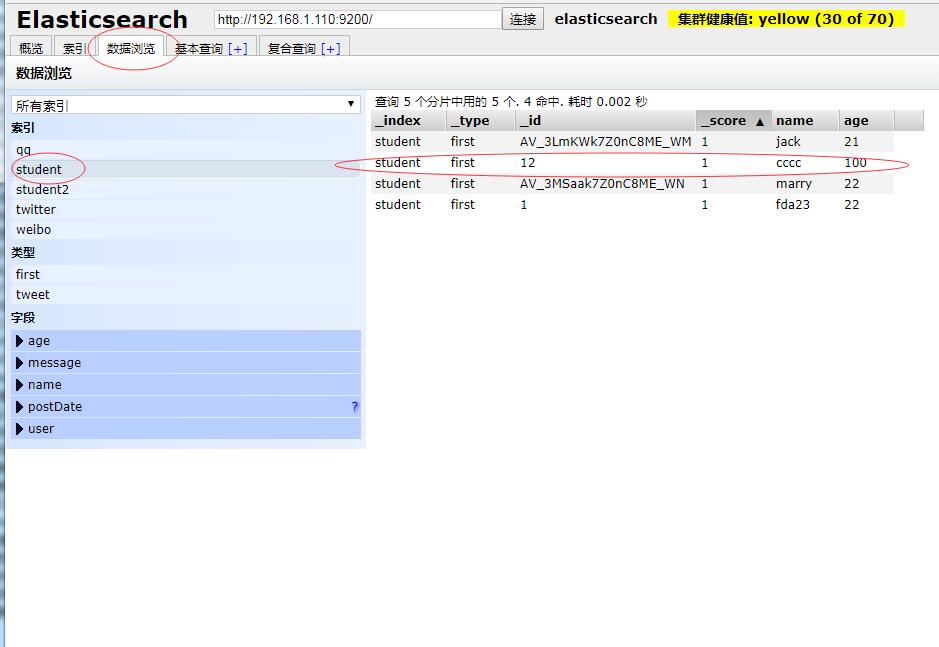 Elasticsearch http://192.168.1.110:9200/ 连接 elasticsearch 集群健康值: yellow (30 of 70)
概览 索引 数据浏览 基本查询 [+] 复合查询 [+]
数据浏览
所有索引
索引
qq
student
student2
twitter
weibo
类型
first
tweet
字段
age
message
name
postDate ?
user
查询 5 个分片中用的 5 个. 4 命中. 耗时 0.002 秒
_index _type _id _score ▲ name age
student first AV_3LmKWk7Z0nC8ME_WM 1 jack 21
student first 12 1 cccc 100
student first AV_3MSaak7Z0nC8ME_WN 1 marry 22
student first 1 1 fda23 22